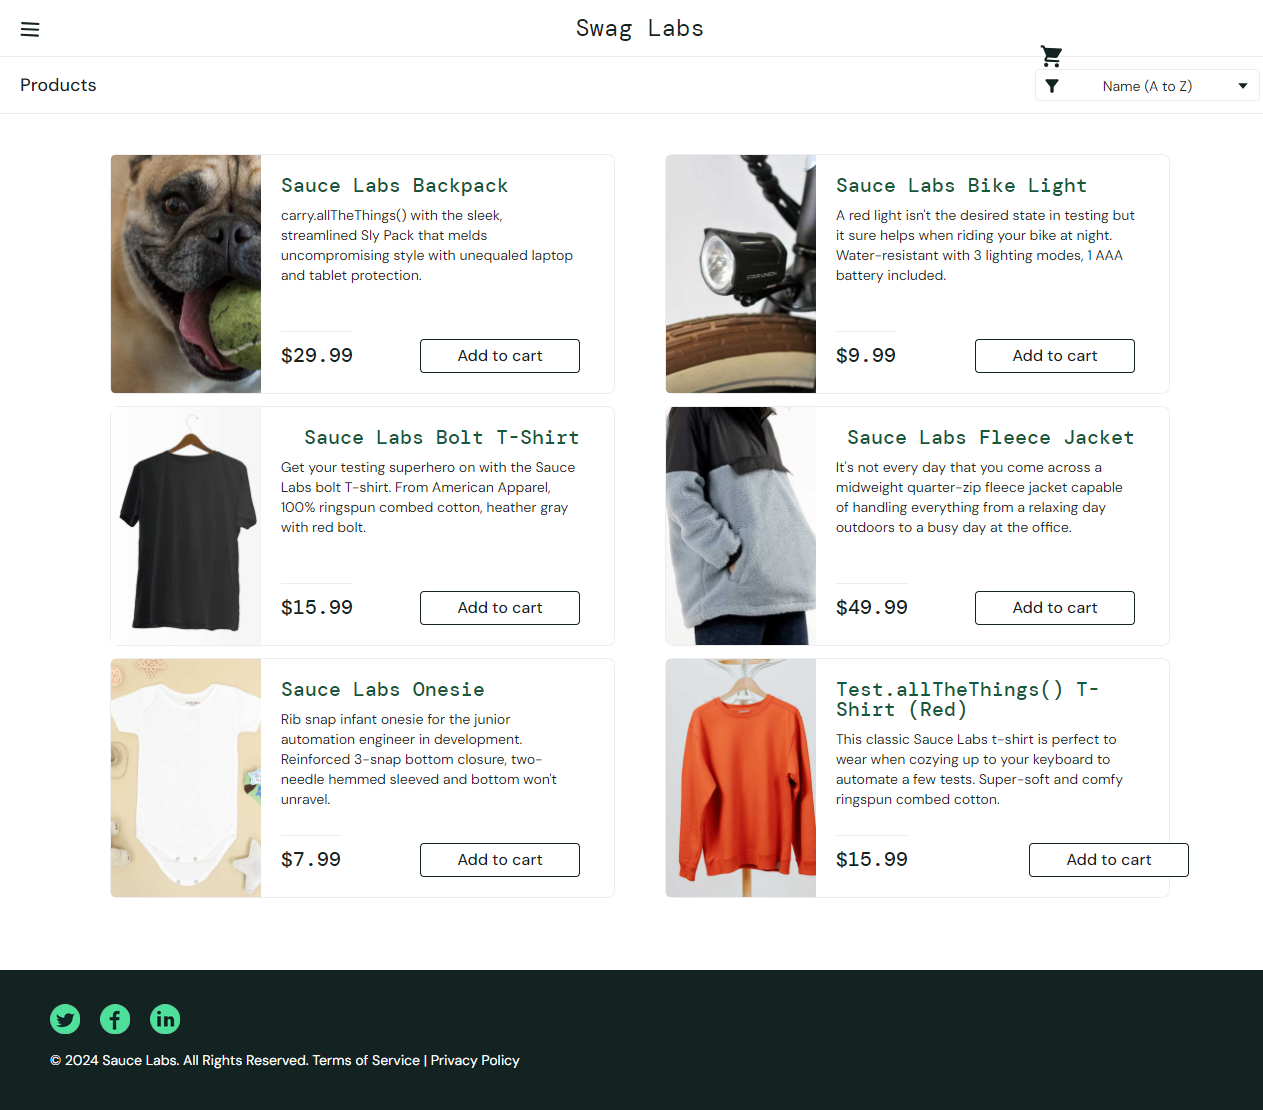 Swag Labs
Products
Name (A to Z)
Sauce Labs Backpack
carry.allTheThings() with the sleek,
streamlined Sly Pack that melds
uncompromising style with unequaled laptop
and tablet protection.
$29.99
Add to cart
Sauce Labs Bike Light
A red light isn't the desired state in testing but
it sure helps when riding your bike at night.
Water-resistant with 3 lighting modes, 1 AAA
battery included.
$9.99
Add to cart
Sauce Labs Bolt T-Shirt
Get your testing superhero on with the Sauce
Labs bolt T-shirt. From American Apparel,
100% ringspun combed cotton, heather gray
with red bolt.
$15.99
Add to cart
Sauce Labs Fleece Jacket
It's not every day that you come across a
midweight quarter-zip fleece jacket capable
of handling everything from a relaxing day
outdoors to a busy day at the office.
$49.99
Add to cart
Sauce Labs Onesie
Rib snap infant onesie for the junior
automation engineer in development.
Reinforced 3-snap bottom closure, two-
needle hemmed sleeved and bottom won't
unravel.
$7.99
Add to cart
Test.allTheThings() T-
Shirt (Red)
This classic Sauce Labs t-shirt is perfect to
wear when cozying up to your keyboard to
automate a few tests. Super-soft and comfy
ringspun combed cotton.
$15.99
Add to cart
© 2024 Sauce Labs. All Rights Reserved. Terms of Service | Privacy Policy